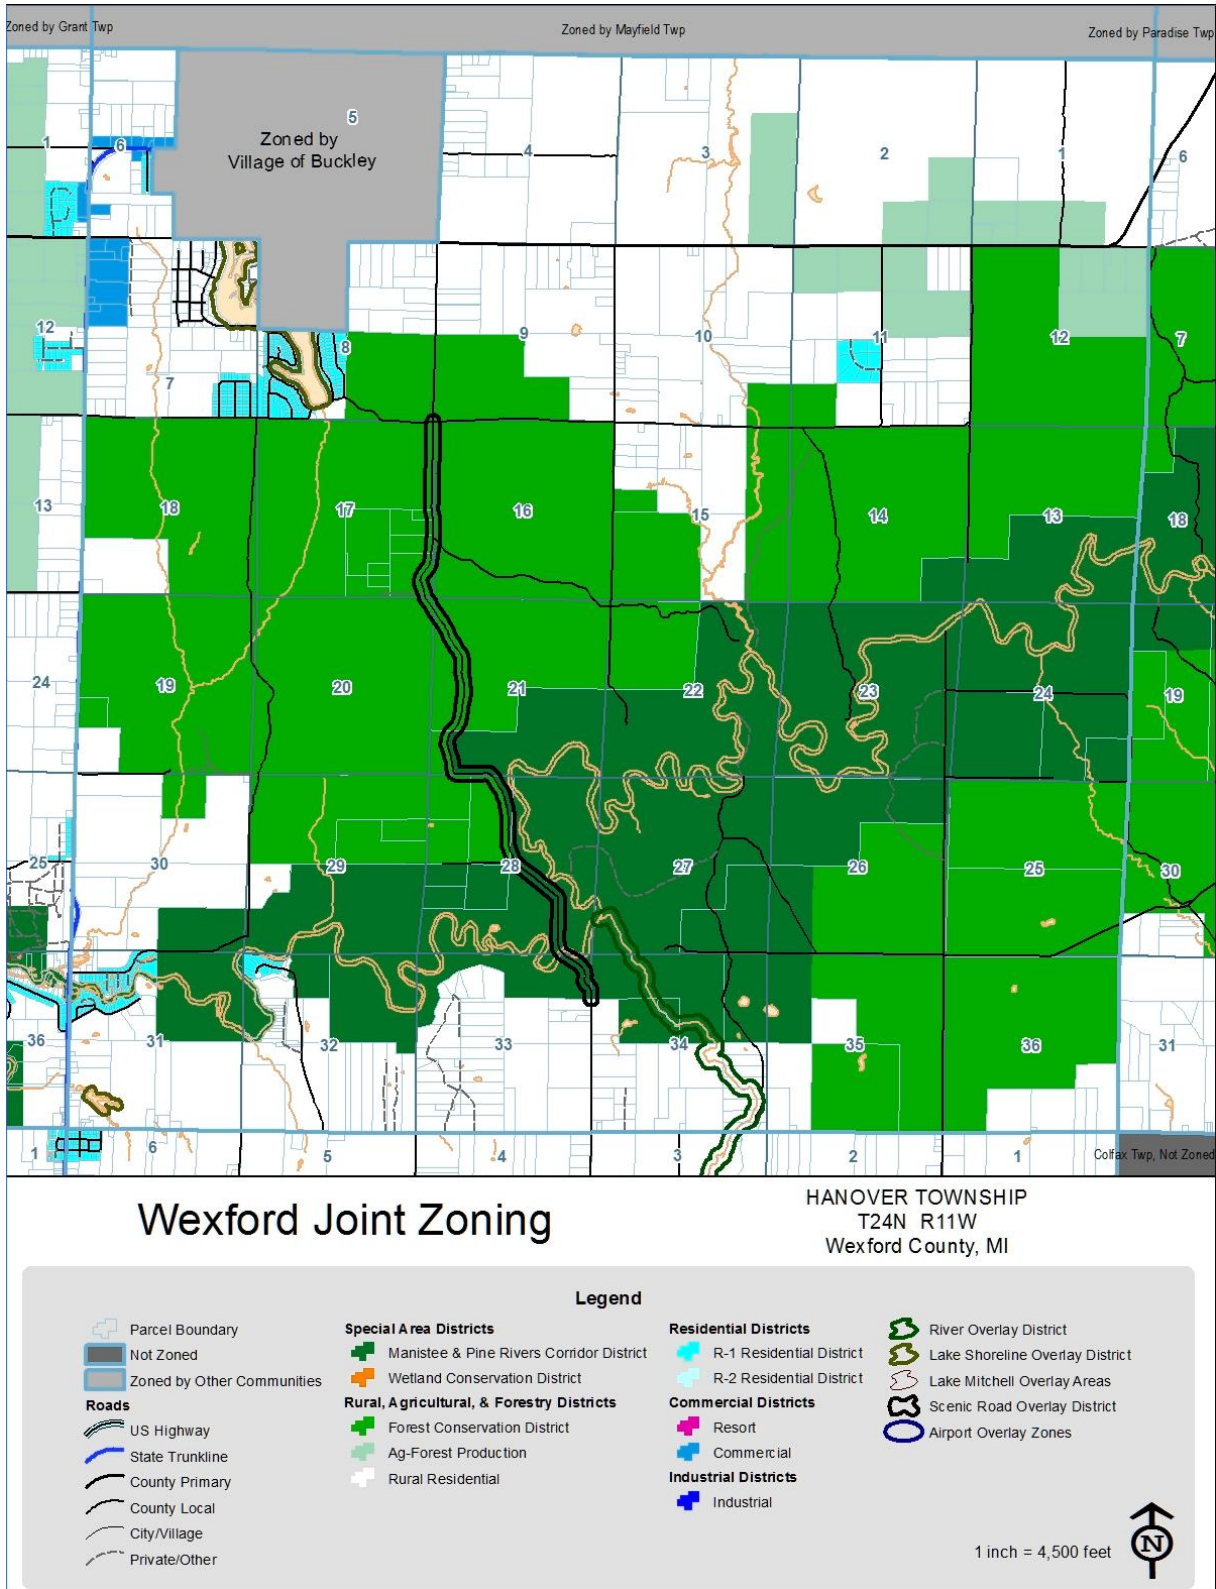 Zoned by Grant Twp
Zoned by Mayfield Twp
Zoned by Paradise Twp
5
Zoned by
Village of Buckley
1
6
4
3
2
1
6
12
7
8
9
10
11
12
7
13
18
17
16
15
14
13
18
24
19
20
21
22
23
24
19
25
30
29
28
27
26
25
30
36
31
32
33
34
35
36
31
1
6
5
4
3
2
1
Colfax Twp, Not Zoned
Wexford Joint Zoning
HANOVER TOWNSHIP
T24N R11W
Wexford County, MI
Legend
Parcel Boundary
Not Zoned
Zoned by Other Communities
Roads
US Highway
State Trunkline
County Primary
County Local
City/Village
Private/Other
Special Area Districts
Manistee & Pine Rivers Corridor District
Wetland Conservation District
Rural, Agricultural, & Forestry Districts
Forest Conservation District
Ag-Forest Production
Rural Residential
Residential Districts
R-1 Residential District
R-2 Residential District
Commercial Districts
Resort
Commercial
Industrial Districts
Industrial
River Overlay District
Lake Shoreline Overlay District
Lake Mitchell Overlay Areas
Scenic Road Overlay District
Airport Overlay Zones
1 inch = 4,500 feet
N